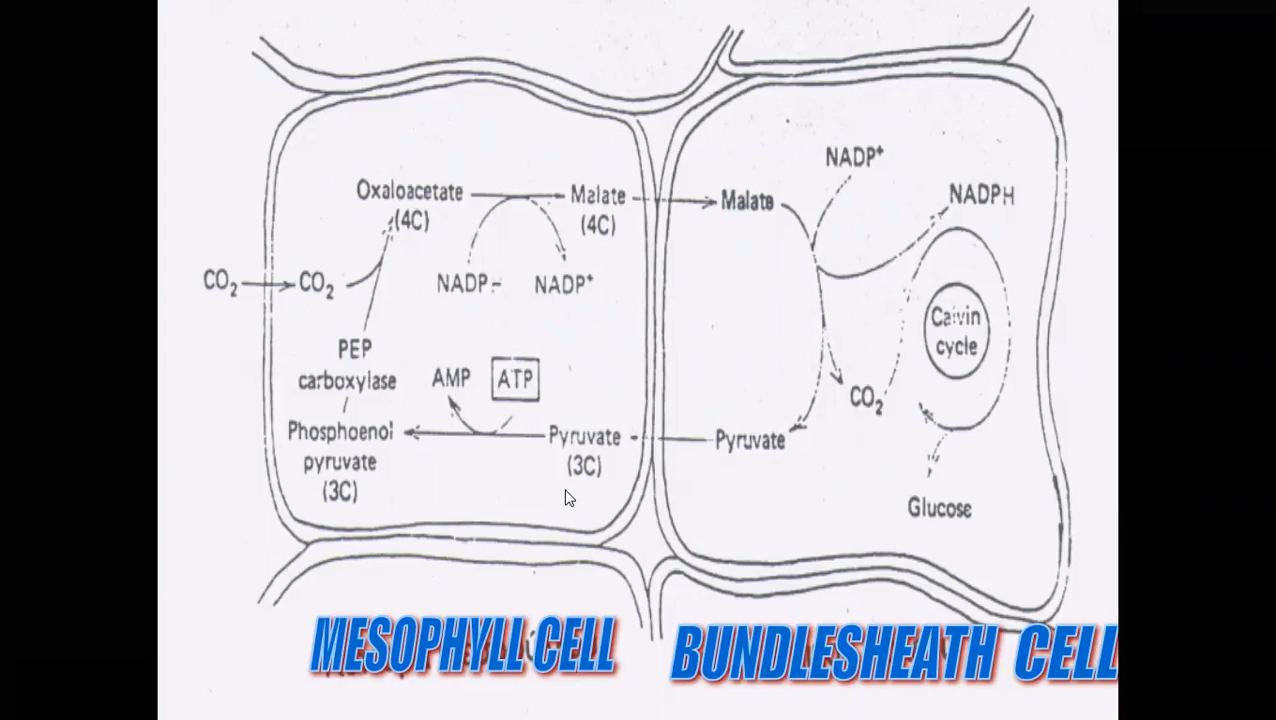 NADP⁺
Oxaloacetate
(4C)
Malate
(4C)
Malate
NADPH
CO₂
CO₂
NADP⁺
Calvin
cycle
PEP
carboxylase
AMP
ATP
CO₂
Phosphoenol
pyruvate
(3C)
Pyruvate
(3C)
Pyruvate
Glucose
MESOPHYLL CELL
BUNDLESHEATH CELL